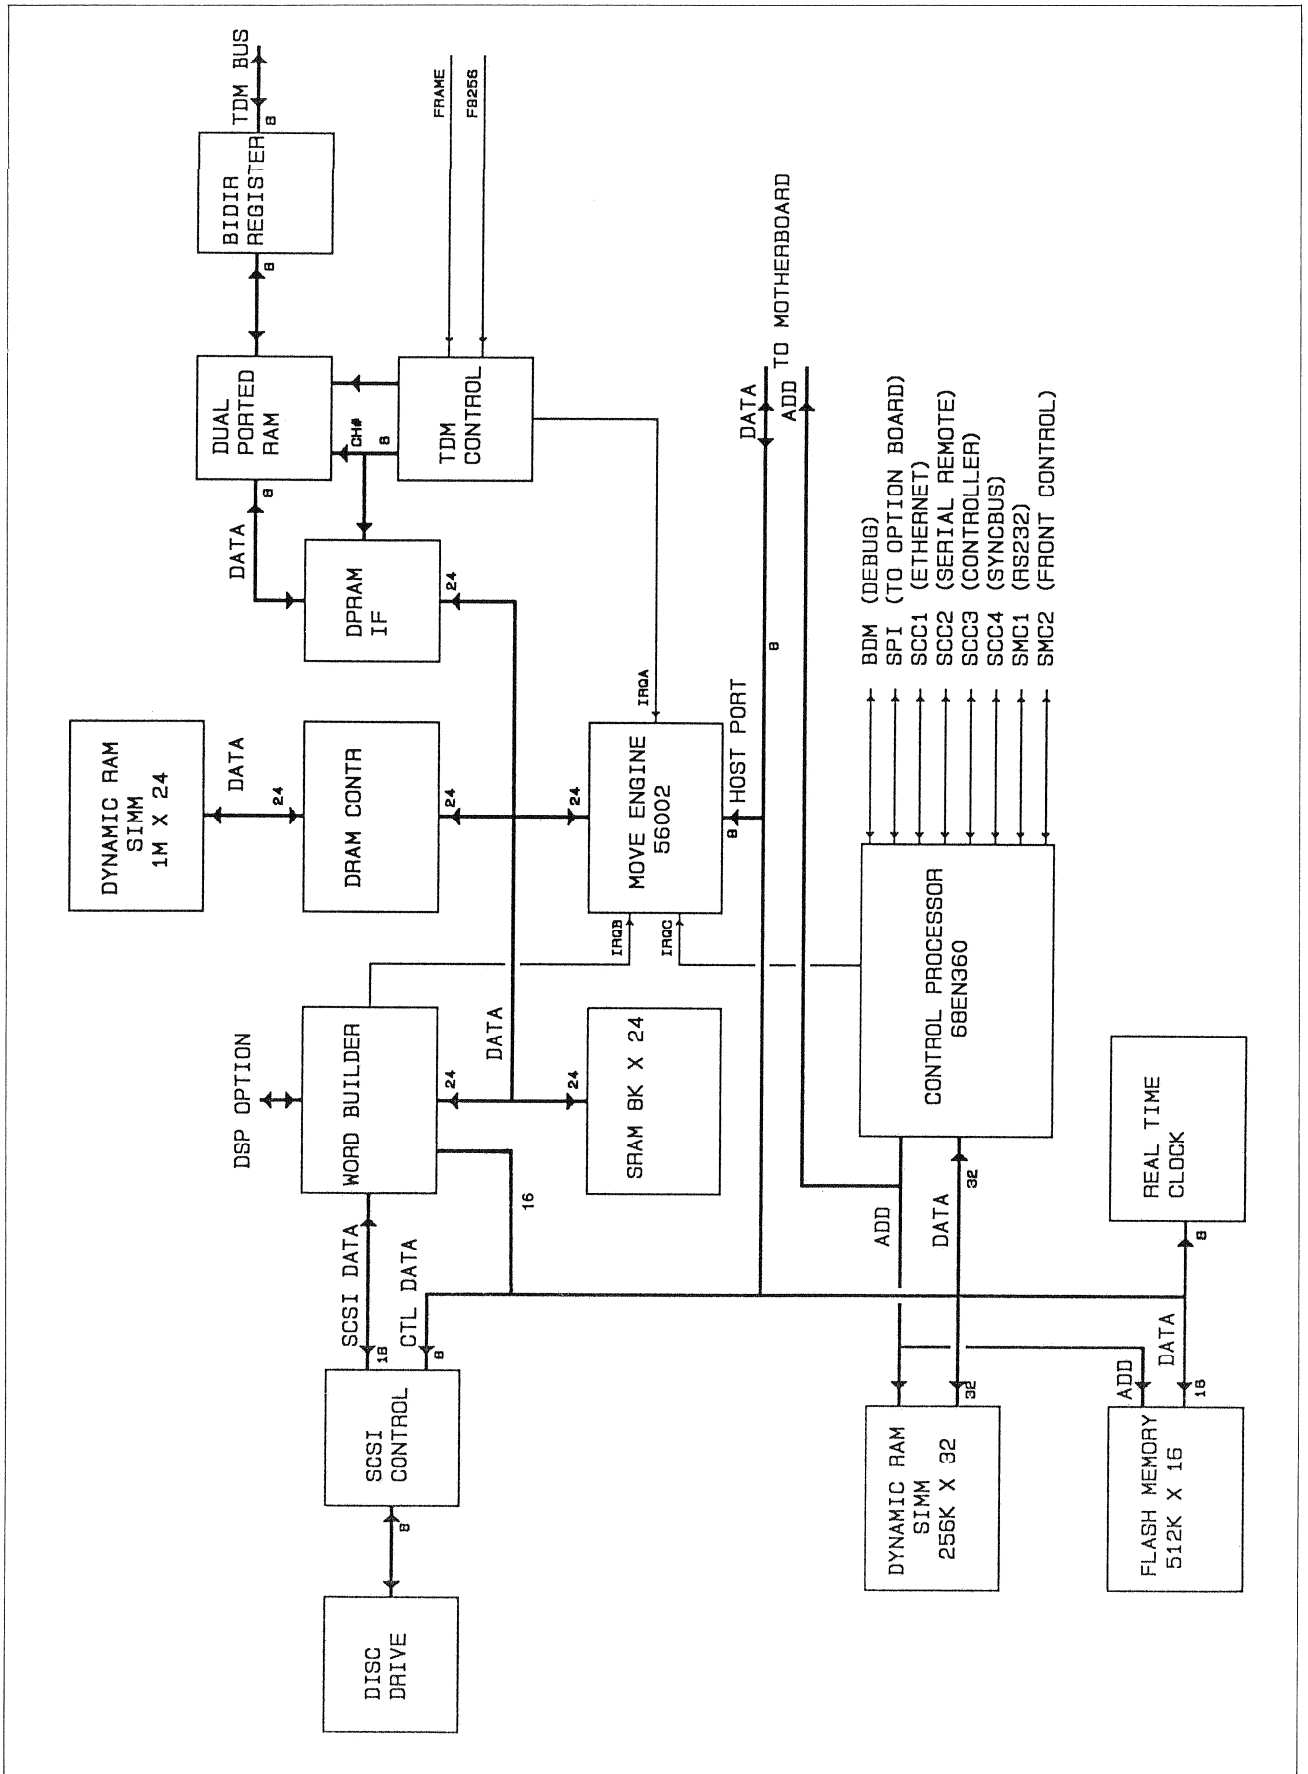 DISC
DRIVE
8
SCSI
CONTROL
SCSI DATA
16
CTL DATA
8
DSP OPTION
WORD BUILDER
16
24
DATA
24
SRAM 8K X 24
DYNAMIC RAM
SIMM
1M X 24
DATA
24
DRAM CONTR
24
24
IRQB
IRQC
MOVE ENGINE
56002
IRQA
8
HOST PORT
DPRAM
IF
24
DATA
8
DUAL
PORTED
RAM
CH#
8
TDM
CONTROL
8
BIDIR
REGISTER
8
TDM BUS
FRAME
FS256
DATA
8
ADD
TO MOTHERBOARD
CONTROL PROCESSOR
68EN360
BDM (DEBUG)
SPI (TO OPTION BOARD)
SCC1 (ETHERNET)
SCC2 (SERIAL REMOTE)
SCC3 (CONTROLLER)
SCC4 (SYNCBUS)
SMC1 (RS232)
SMC2 (FRONT CONTROL)
ADD
DATA
32
32
DYNAMIC RAM
SIMM
256K X 32
ADD
DATA
16
FLASH MEMORY
512K X 16
8
REAL TIME
CLOCK